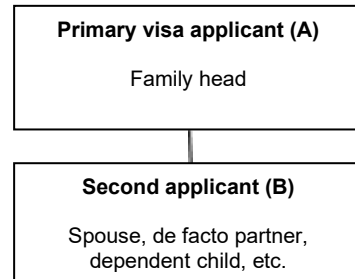 Primary visa applicant (A)
Family head
Second applicant (B)
Spouse, de facto partner,
dependent child, etc.